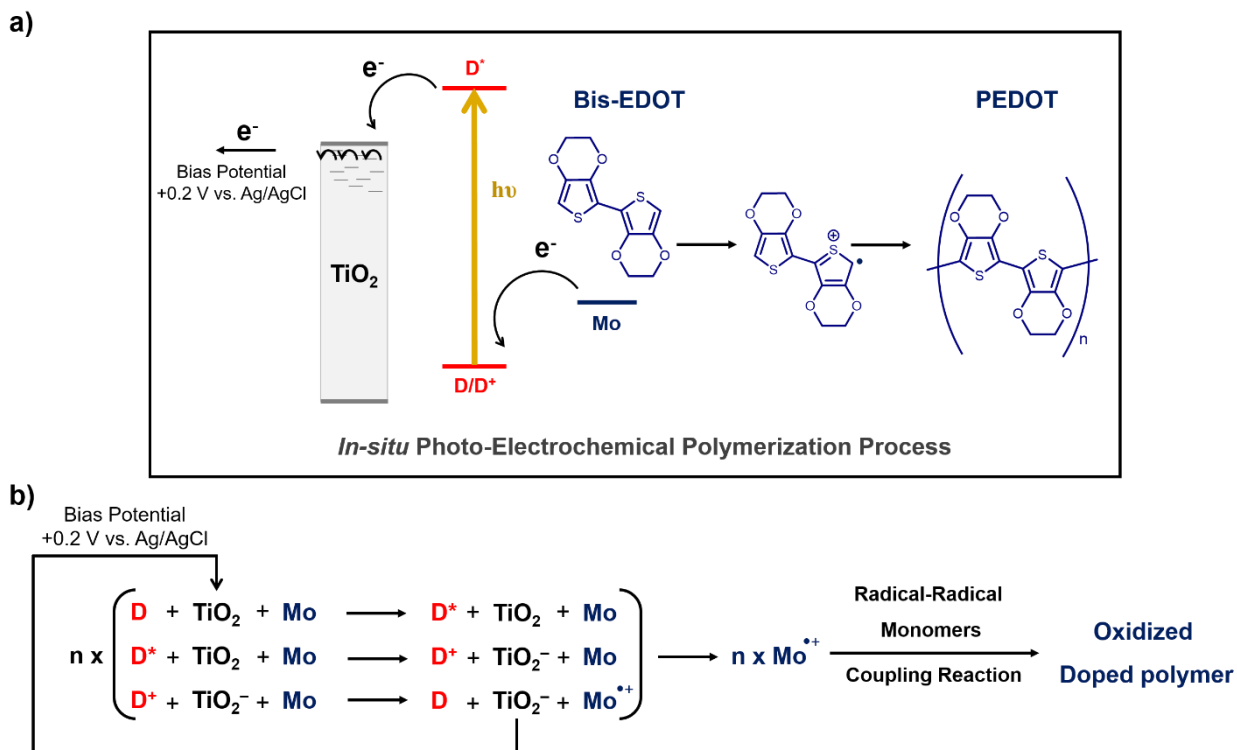 a)
e⁻
D*
Bis-EDOT
PEDOT
e⁻
Bias Potential
+0.2 V vs. Ag/AgCl
hυ
TiO₂
e⁻
Mo
D/D⁺
O
O
S
S
O
O
O
O
S
S
⊕
•
O
O
O
O
S
S
O
O
n
In-situ Photo-Electrochemical Polymerization Process
b)
Bias Potential
+0.2 V vs. Ag/AgCl
n x
D + TiO₂ + Mo → D* + TiO₂ + Mo
D* + TiO₂ + Mo → D⁺ + TiO₂⁻ + Mo
D⁺ + TiO₂⁻ + Mo → D + TiO₂⁻ + Mo•⁺
n x Mo•⁺
Radical-Radical
Monomers
Coupling Reaction
Oxidized
Doped polymer